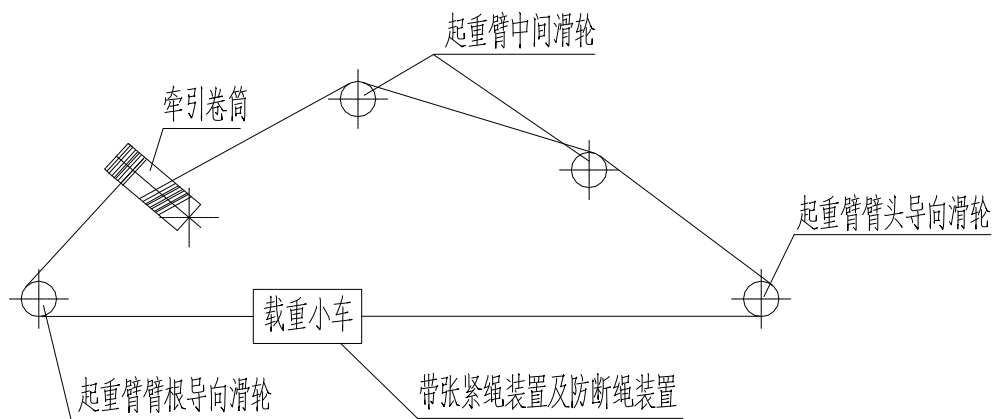 起重臂中间滑轮
牵引卷筒
起重臂臂头导向滑轮
载重小车
起重臂臂根导向滑轮
带张紧绳装置及防断绳装置